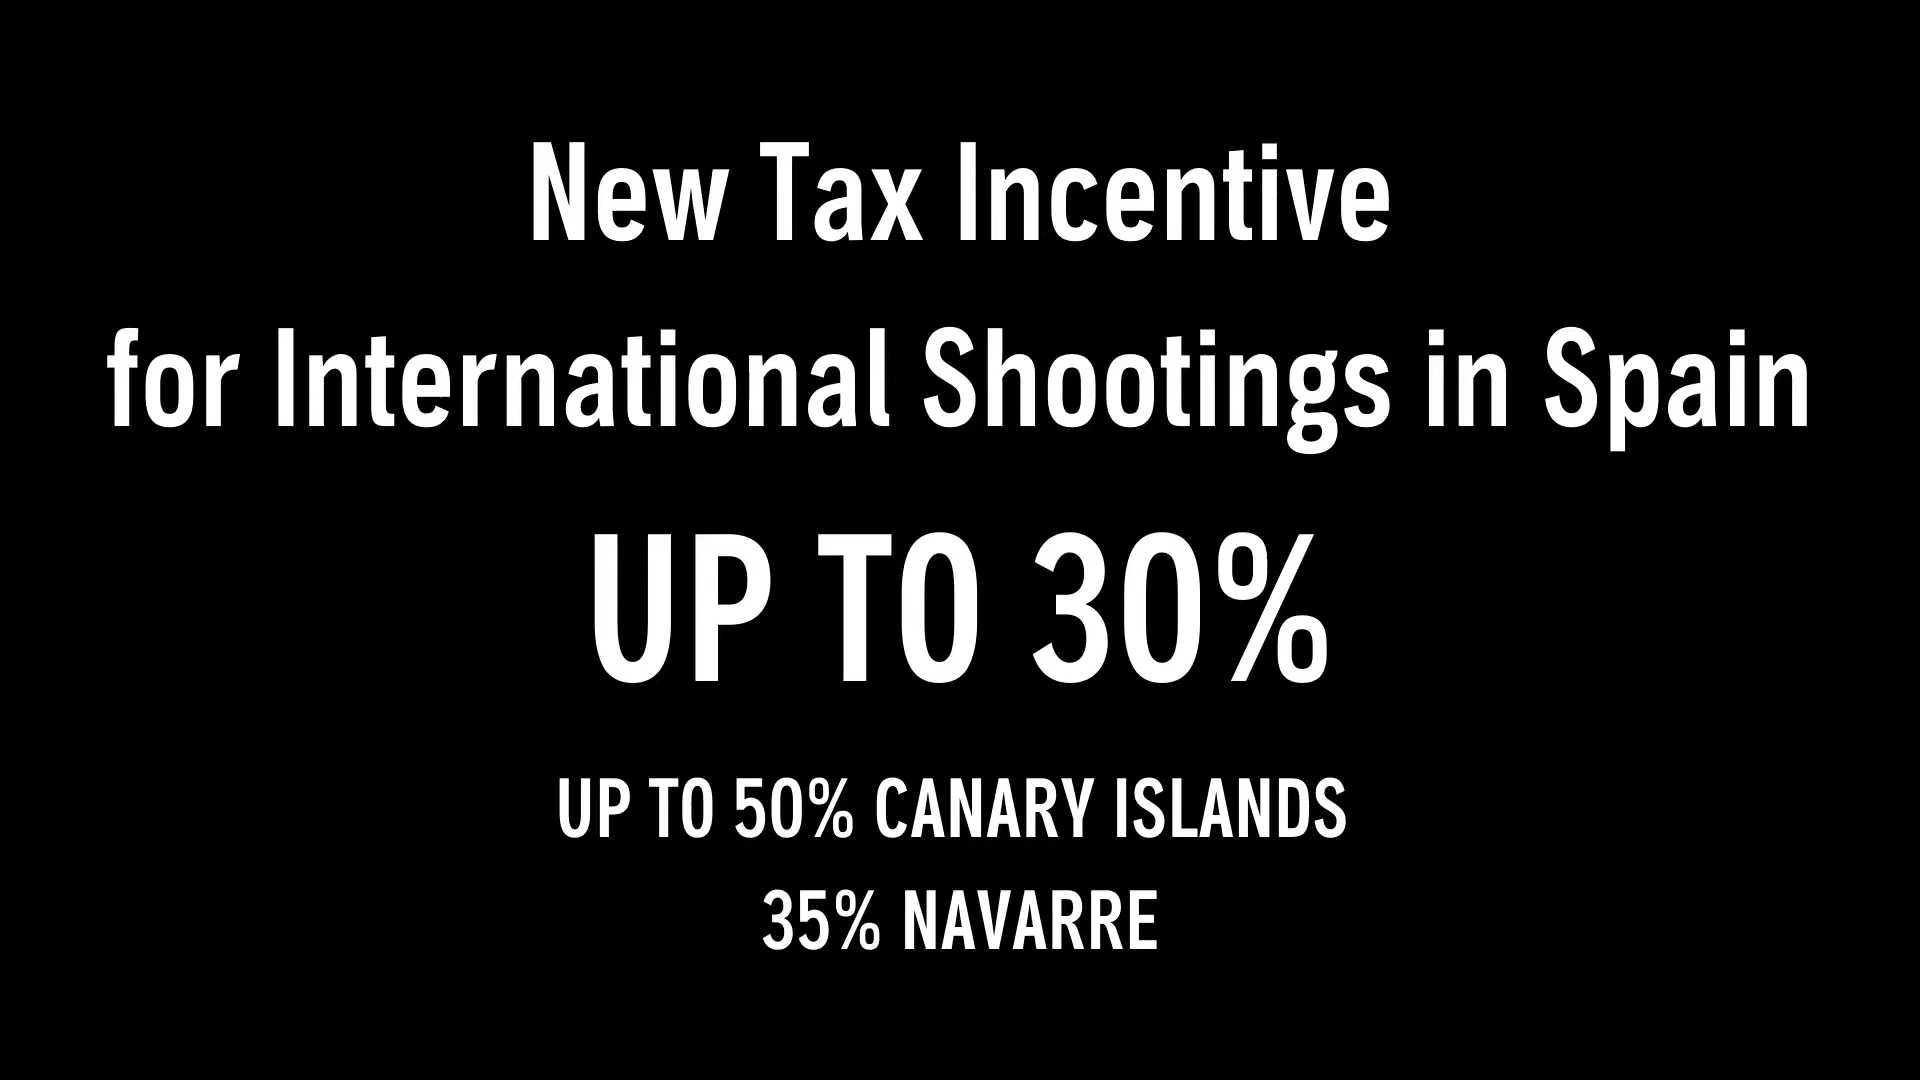 New Tax Incentive
for International Shootings in Spain
UP TO 30%
UP TO 50% CANARY ISLANDS
35% NAVARRE